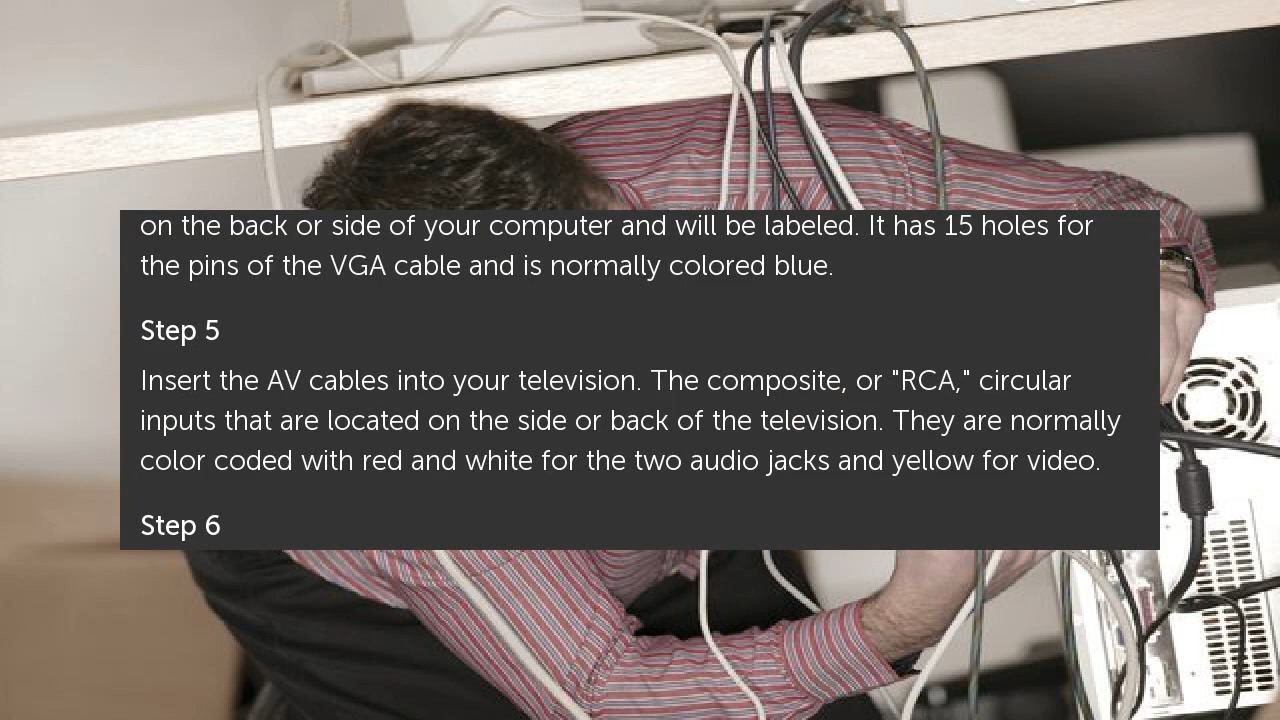 on the back or side of your computer and will be labeled. It has 15 holes for
the pins of the VGA cable and is normally colored blue.
Step 5
Insert the AV cables into your television. The composite, or "RCA," circular
inputs that are located on the side or back of the television. They are normally
color coded with red and white for the two audio jacks and yellow for video.
Step 6